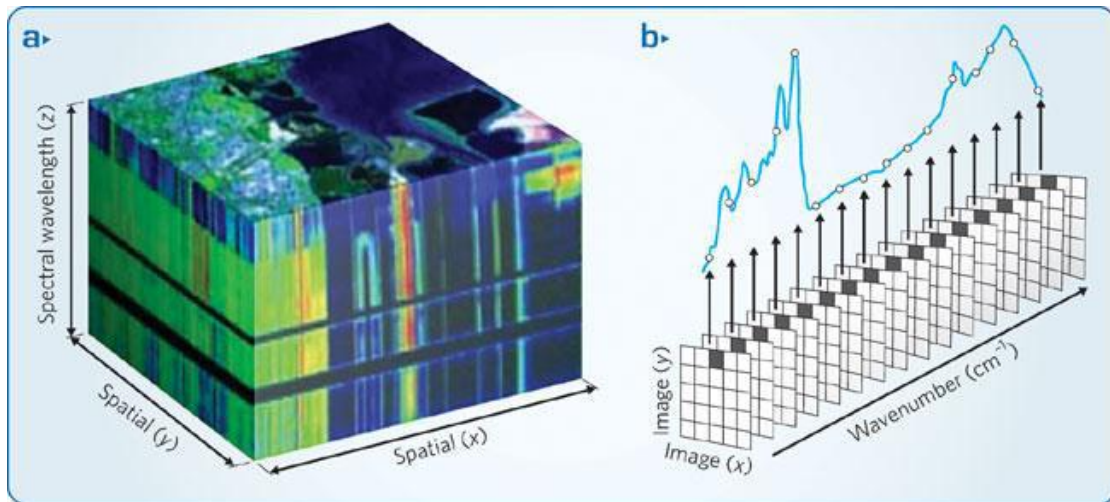 a
Spectral wavelength (z)
Spatial (y)
Spatial (x)
b
Image (y)
Image (x)
Wavenumber (cm⁻¹)